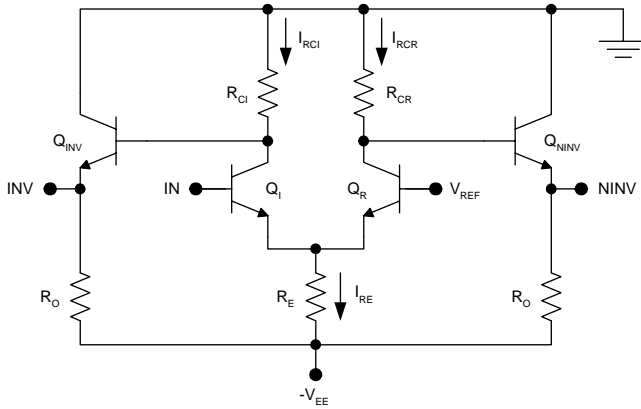 I_RCI
I_RCR
R_CI
R_CR
Q_INV
Q_NINV
INV
IN
Q_I
Q_R
V_REF
NINV
R_O
R_E
I_RE
R_O
-V_EE